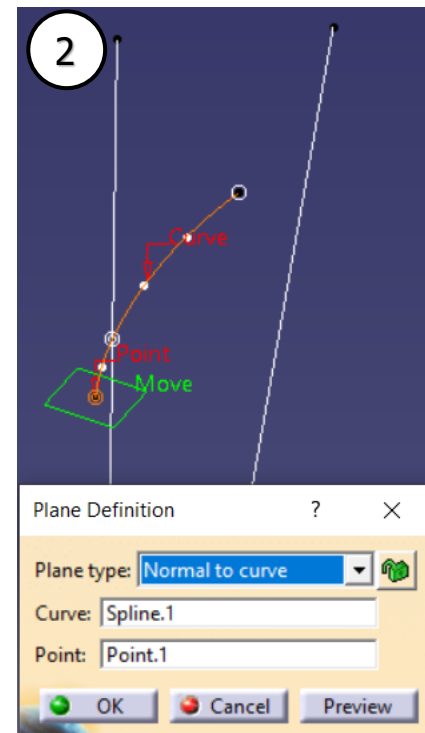 2
Curve
Point
Move
Plane Definition ? ×
Plane type: Normal to curve
Curve: Spline.1
Point: Point.1
OK Cancel Preview